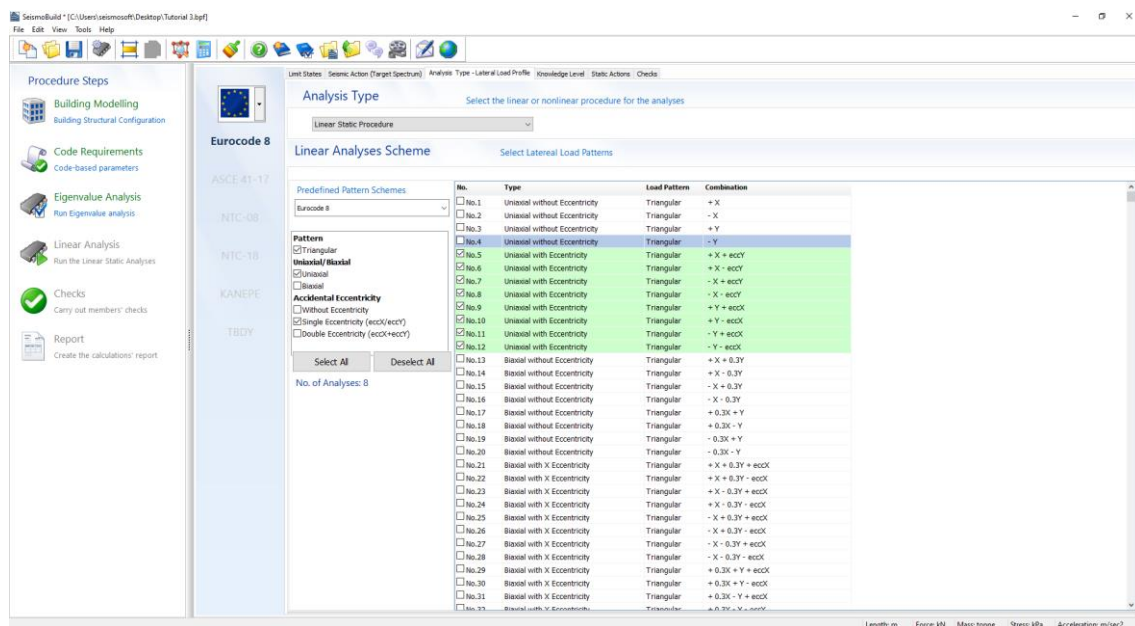 SeismoBuild * [C:\Users\seismosoft\Desktop\Tutorial 3.bpf]
File Edit View Tools Help
Procedure Steps
Building Modelling
Building Structural Configuration
Code Requirements
Code-based parameters
Eigenvalue Analysis
Run Eigenvalue analysis
Linear Analysis
Run the Linear Static Analyses
Checks
Carry out members' checks
Report
Create the calculations' report
Eurocode 8
ASCE 41-17
NTC-08
NTC-18
KANEPE
TBDY
Limit States Seismic Action (Target Spectrum) Analysis Type - Lateral Load Profile Knowledge Level Static Actions Checks
Analysis Type Select the linear or nonlinear procedure for the analyses
Linear Static Procedure
Linear Analyses Scheme Select Latereal Load Patterns
Predefined Pattern Schemes
Eurocode 8
Pattern
Triangular
Uniaxial/Biaxial
Uniaxial
Biaxial
Accidental Eccentricity
Without Eccentricity
Single Eccentricity (eccX/eccY)
Double Eccentricity (eccX+eccY)
Select All Deselect All
No. of Analyses: 8
No. Type Load Pattern Combination
No.1 Uniaxial without Eccentricity Triangular + X
No.2 Uniaxial without Eccentricity Triangular - X
No.3 Uniaxial without Eccentricity Triangular + Y
No.4 Uniaxial without Eccentricity Triangular - Y
No.5 Uniaxial with Eccentricity Triangular + X + eccY
No.6 Uniaxial with Eccentricity Triangular + X - eccY
No.7 Uniaxial with Eccentricity Triangular - X + eccY
No.8 Uniaxial with Eccentricity Triangular - X - eccY
No.9 Uniaxial with Eccentricity Triangular + Y + eccX
No.10 Uniaxial with Eccentricity Triangular + Y - eccX
No.11 Uniaxial with Eccentricity Triangular - Y + eccX
No.12 Uniaxial with Eccentricity Triangular - Y - eccX
No.13 Biaxial without Eccentricity Triangular + X + 0.3Y
No.14 Biaxial without Eccentricity Triangular + X - 0.3Y
No.15 Biaxial without Eccentricity Triangular - X + 0.3Y
No.16 Biaxial without Eccentricity Triangular - X - 0.3Y
No.17 Biaxial without Eccentricity Triangular + 0.3X + Y
No.18 Biaxial without Eccentricity Triangular + 0.3X - Y
No.19 Biaxial without Eccentricity Triangular - 0.3X + Y
No.20 Biaxial without Eccentricity Triangular - 0.3X - Y
No.21 Biaxial with X Eccentricity Triangular + X + 0.3Y + eccX
No.22 Biaxial with X Eccentricity Triangular + X + 0.3Y - eccX
No.23 Biaxial with X Eccentricity Triangular + X - 0.3Y + eccX
No.24 Biaxial with X Eccentricity Triangular + X - 0.3Y - eccX
No.25 Biaxial with X Eccentricity Triangular - X + 0.3Y + eccX
No.26 Biaxial with X Eccentricity Triangular - X + 0.3Y - eccX
No.27 Biaxial with X Eccentricity Triangular - X - 0.3Y + eccX
No.28 Biaxial with X Eccentricity Triangular - X - 0.3Y - eccX
No.29 Biaxial with X Eccentricity Triangular + 0.3X + Y + eccX
No.30 Biaxial with X Eccentricity Triangular + 0.3X + Y - eccX
No.31 Biaxial with X Eccentricity Triangular + 0.3X - Y + eccX
No.32 Biaxial with X Eccentricity Triangular + 0.3X - Y - eccX
Length: m Force: kN Mass: tonne Stress: kPa Acceleration: m/sec2